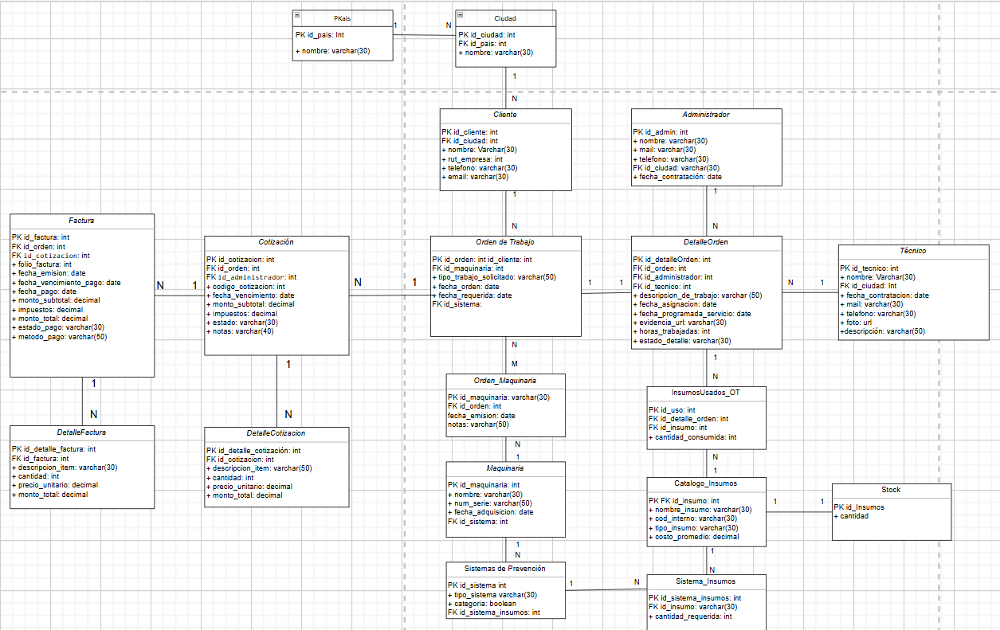 PKais
PK id_pais: Int
+ nombre: varchar(30)
1
N
Ciudad
PK id_ciudad: int
FK id_pais: int
+ nombre: varchar(30)
1
N
Cliente
PK id_cliente: int
FK id_ciudad: int
+ nombre: Varchar(30)
+ rut_empresa: int
+ telefono: varchar(30)
+ email: varchar(30)
1
N
Administrador
PK id_admin: int
+ nombre: varchar(30)
+ mail: varchar(30)
+ telefono: varchar(30)
FK id_ciudad: varchar(30)
+ fecha_contratación: date
1
N
Factura
PK id_factura: int
FK id_orden: int
FK id_cotizacion: int
+ folio_factura: int
+ fecha_emision: date
+ fecha_vencimiento_pago: date
+ fecha_pago: date
+ monto_subtotal: decimal
+ impuestos: decimal
+ monto_total: decimal
+ estado_pago: varchar(30)
+ metodo_pago: varchar(50)
N
1
Cotización
PK id_cotizacion: int
FK id_orden: int
FK id_administrador: int
+ codigo_cotizacion: int
+ fecha_vencimiento: date
+ monto_subtotal: decimal
+ impuestos: decimal
+ estado: varchar(30)
+ notas: varchar(40)
N
1
Orden de Trabajo
PK id_orden: int id_cliente: int
FK id_maquinaria: int
+ tipo_trabajo_solicitado: varchar(50)
+ fecha_orden: date
+ fecha_requerida: date
FK id_sistema:
1
1
DetalleOrden
PK id_detalleOrden: int
FK id_orden: int
FK id_administrador: int
FK id_tecnico: int
+ descripcion_de_trabajo: varchar (50)
+ fecha_asignacion: date
+ fecha_programada_servicio: date
+ evidencia_url: varchar(30)
+ horas_trabajadas: int
+ estado_detalle: varchar(30)
N
1
Técnico
PK id_tecnico: int
+ nombre: Varchar(30)
FK id_ciudad: Int
+ fecha_contratacion: date
+ mail: varchar(30)
+ telefono: varchar(30)
+ foto: url
+descripción: varchar(50)
1
N
DetalleFactura
PK id_detalle_factura: int
FK id_factura: int
+ descripcion_item: varchar(30)
+ cantidad: int
+ precio_unitario: decimal
+ monto_total: decimal
1
N
DetalleCotizacion
PK id_detalle_cotización: int
FK id_cotizacion: int
+ descripcion_item: varchar(50)
+ cantidad: int
+ precio_unitario: decimal
+ monto_total: decimal
N
M
Orden_Maquinaria
PK id_maquinaria: varchar(30)
FK id_orden: int
fecha_emision: date
notas: varchar(50)
N
1
Maquinaria
PK id_maquinaria: int
+ nombre: varchar(30)
+ num_serie: varchar(50)
+ fecha_adquisicion: date
FK id_sistema: int
1
N
Sistemas de Prevención
PK id_sistema int
+ tipo_sistema varchar(30)
+ categoria: boolean
FK id_sistema_insumos: int
1
N
1
N
InsumosUsados_OT
PK id_uso: int
FK id_detalle_orden: int
FK id_insumo: int
+ cantidad_consumida: int
N
1
Catalogo_Insumos
PK FK id_insumo: int
+ nombre_insumo: varchar(30)
+ cod_interno: varchar(30)
+ tipo_insumo: varchar(30)
+ costo_promedio: decimal
1
1
Stock
PK id_Insumos
+ cantidad
1
N
Sistema_Insumos
PK id_sistema_insumos: int
FK id_insumo: varchar(30)
+ cantidad_requerida: int